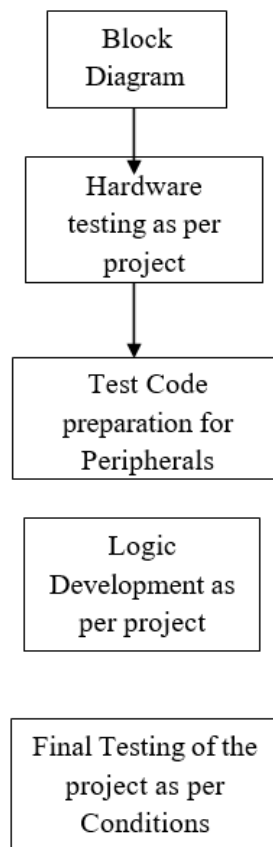 Block
Diagram
Hardware
testing as per
project
Test Code
preparation for
Peripherals
Logic
Development as
per project
Final Testing of the
project as per
Conditions